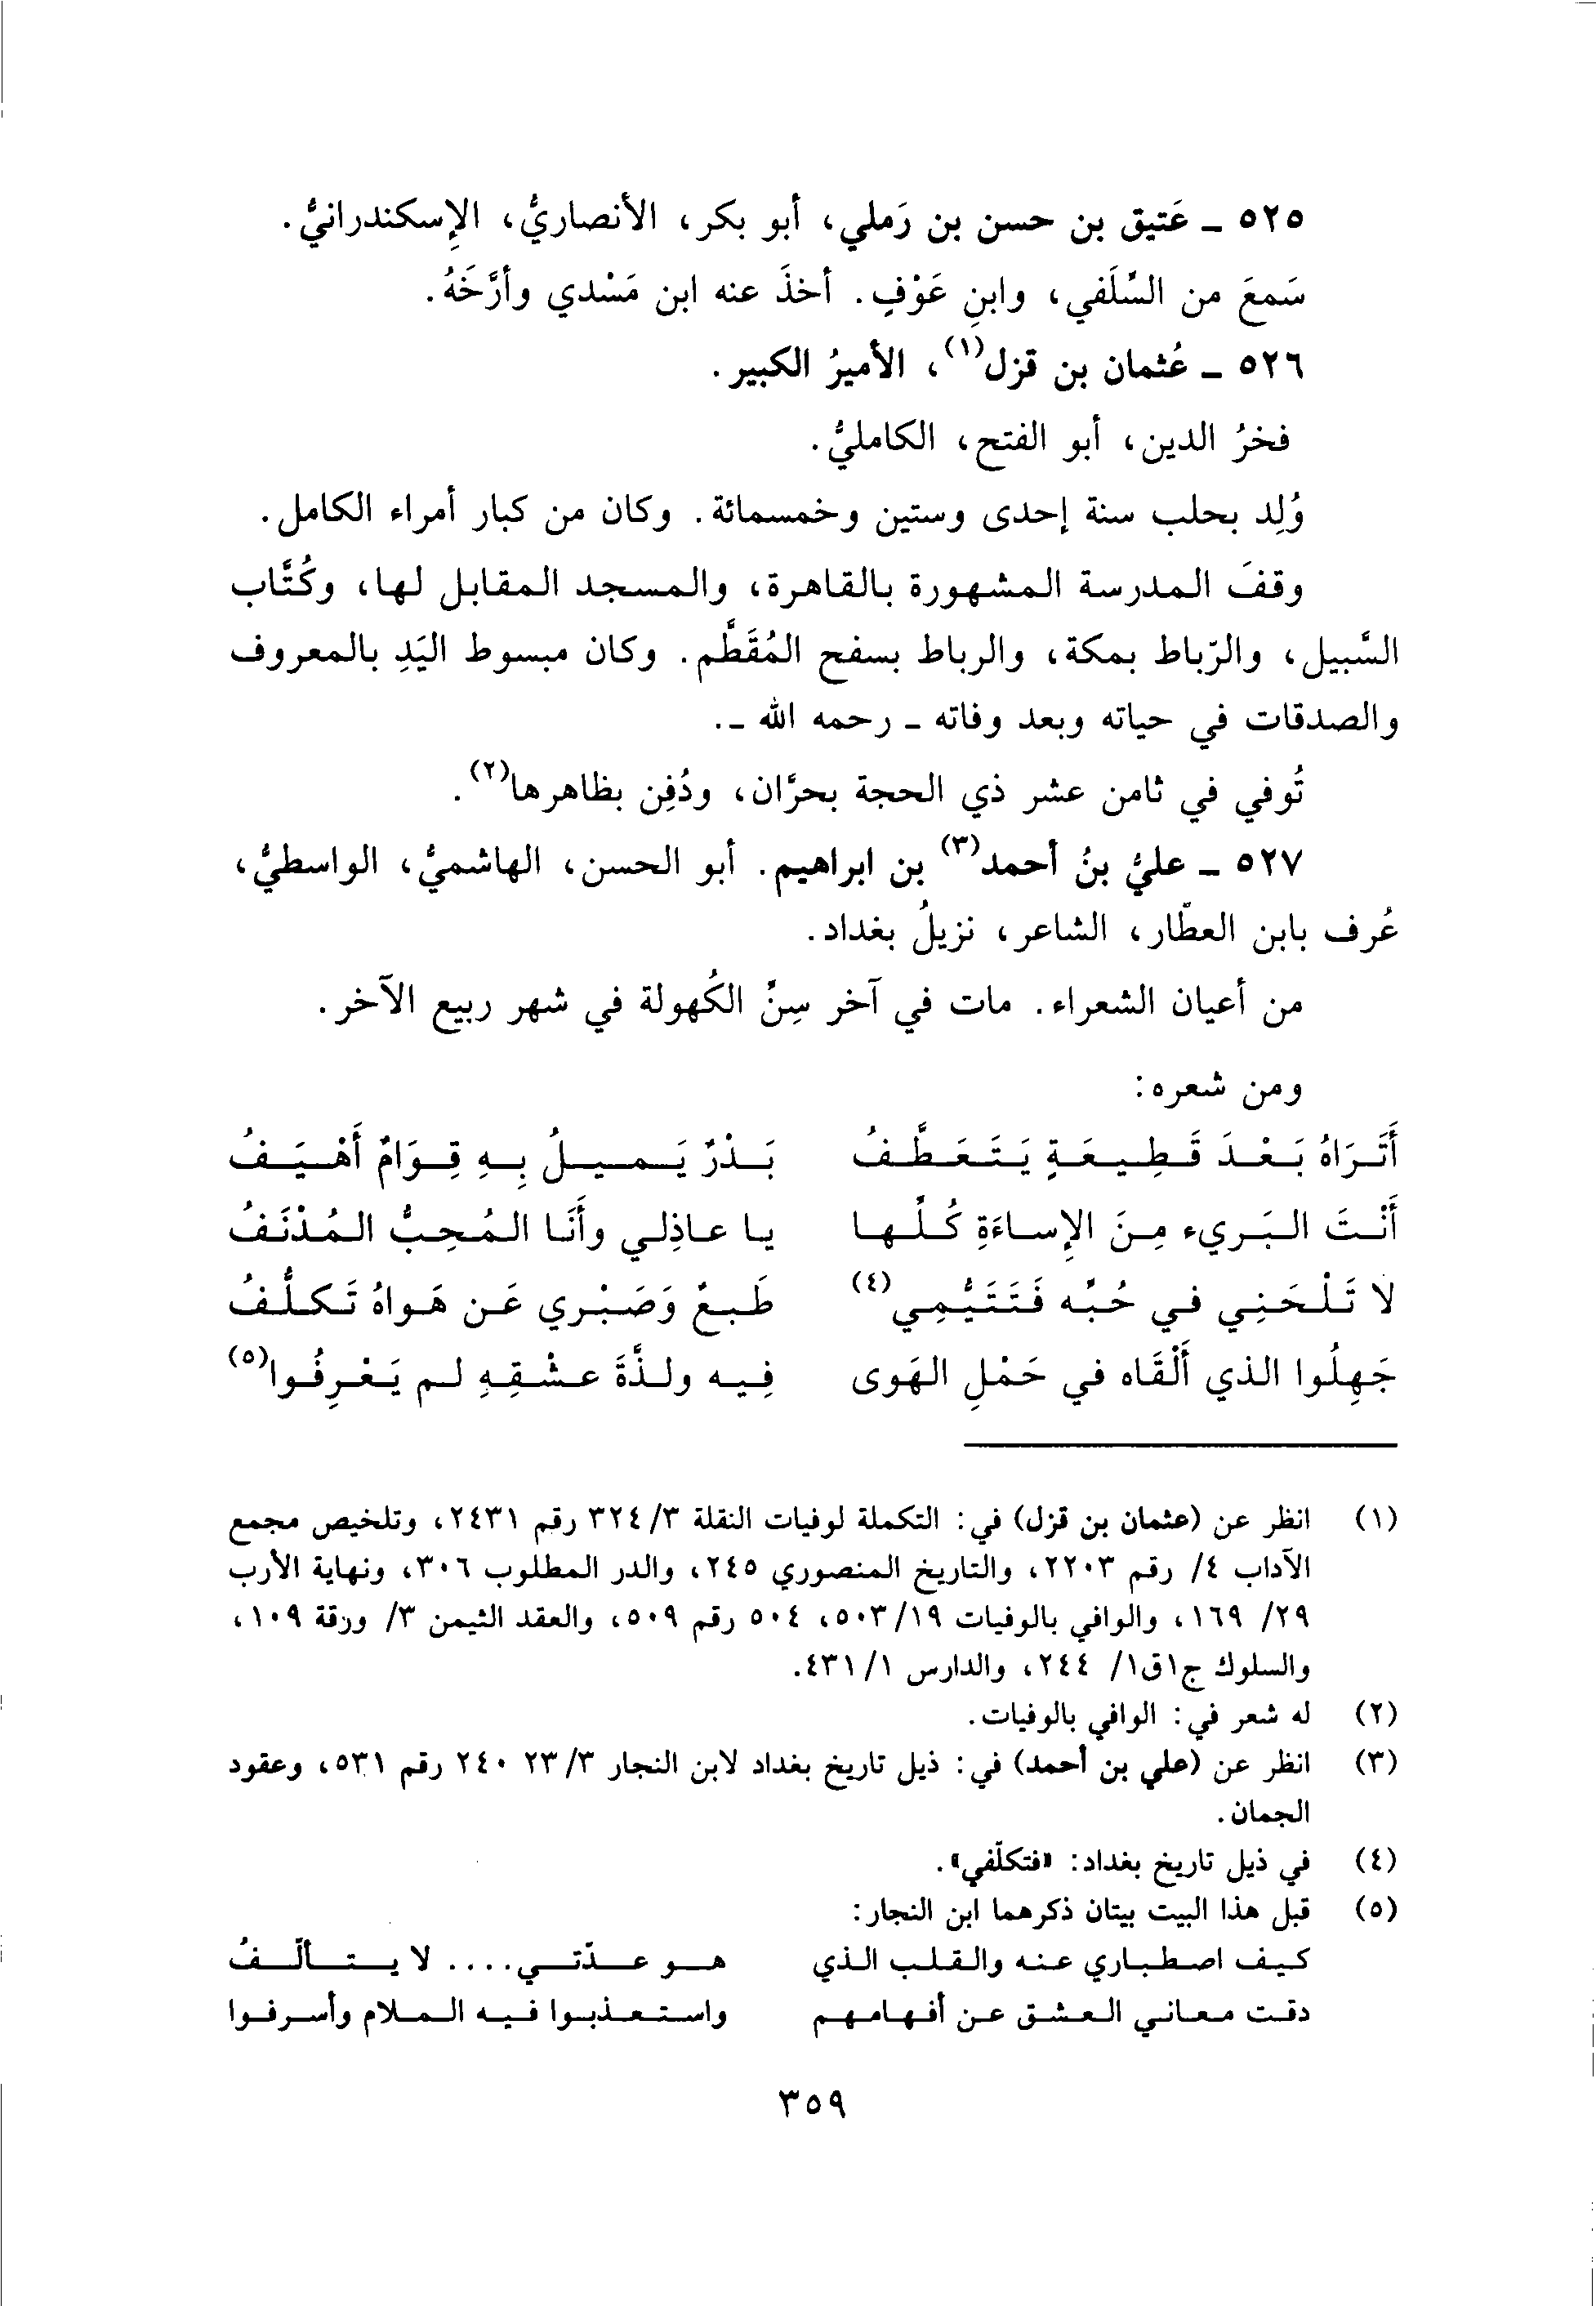 ٥٢٥ ـ عَتيق بن حسن بن رَملي، أبو بكر، الأنصاريُّ، الإِسكندرانيُّ.
سَمعَ من السِّلَفي، وابنِ عَوْفٍ. أخذَ عنه ابن مَسْدي وأرَّخَهُ.
٥٢٦ ـ عُثمان بن قزل(١)، الأميرُ الكبير.
فخرُ الدين، أبو الفتح، الكامليُّ.
وُلِد بحلب سنة إحدى وستين وخمسمائة. وكان من كبار أمراء الكامل.
وقفَ المدرسة المشهورة بالقاهرة، والمسجد المقابل لها، وكُتَّاب
السَّبيل، والرّباط بمكة، والرباط بسفح المُقَطَّم. وكان مبسوط اليَدِ بالمعروف
والصدقات في حياته وبعد وفاته ـ رحمه الله ـ.
تُوفي في ثامن عشر ذي الحجة بحرَّان، ودُفِن بظاهرها(٢).
٥٢٧ ـ عليُّ بنُ أحمد(٣) بن ابراهيم. أبو الحسن، الهاشميُّ، الواسطيُّ،
عُرف بابن العطّار، الشاعر، نزيلُ بغداد.
من أعيان الشعراء. مات في آخر سِنِّ الكُهولة في شهر ربيع الآخر.
ومن شعره:
أَتَرَاهُ بَعْدَ قَطِيعَةٍ يَتَعَطَّفُ بَدْرٌ يَميلُ بِهِ قِوَامٌ أَهْيَفُ
أَنْتَ البَريء مِنَ الإِساءَةِ كُلِّها يا عاذِلي وأَنَا المُحِبُّ المُدْنَفُ
لا تَلْحَنِي في حُبِّه فَتَتَيُّمِي(٤) طَبعٌ وَصَبْري عَن هَواهُ تَكلُّفُ
جَهِلُوا الذي أَلْقَاه في حَمْلِ الهَوى فِيه ولذَّةَ عشْقِهِ لم يَعْرِفُوا(٥)
(١) انظر عن (عثمان بن قزل) في: التكملة لوفيات النقلة ٣/ ٣٢٤ رقم ٢٤٣١، وتلخيص مجمع
الآداب ٤/ رقم ٢٢٠٣، والتاريخ المنصوري ٢٤٥، والدر المطلوب ٣٠٦، ونهاية الأرب
٢٩/ ١٦٩، والوافي بالوفيات ١٩/ ٥٠٣، ٥٠٤ رقم ٥٠٩، والعقد الثيمن ٣/ ورقة ١٠٩،
والسلوك ج١ق١/ ٢٤٤، والدارس ١/ ٤٣١.
(٢) له شعر في: الوافي بالوفيات.
(٣) انظر عن (علي بن أحمد) في: ذيل تاريخ بغداد لابن النجار ٣/ ٢٣ ٢٤٠ رقم ٥٣١، وعقود
الجمان.
(٤) في ذيل تاريخ بغداد: «فتكلّفي».
(٥) قبل هذا البيت بيتان ذكرهما ابن النجار:
كيف اصطباري عنه والقلب الذي هو عدّتي.... لا يتألّفُ
دقت معاني العشق عن أفهامهم واستعذبوا فيه الملام وأسرفوا
٣٥٩